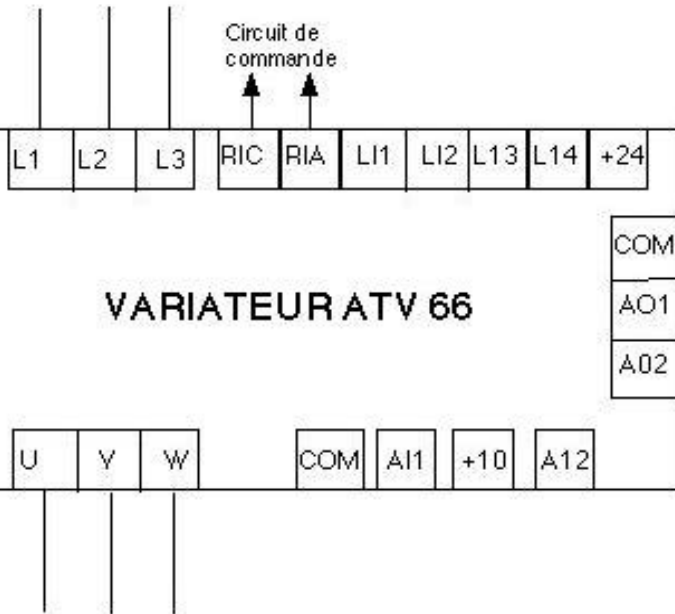 Circuit de
commande
L1 L2 L3 RIC RIA LI1 LI2 L13 L14 +24
COM
VARIATEUR ATV 66
AO1
A02
U V W COM AI1 +10 A12